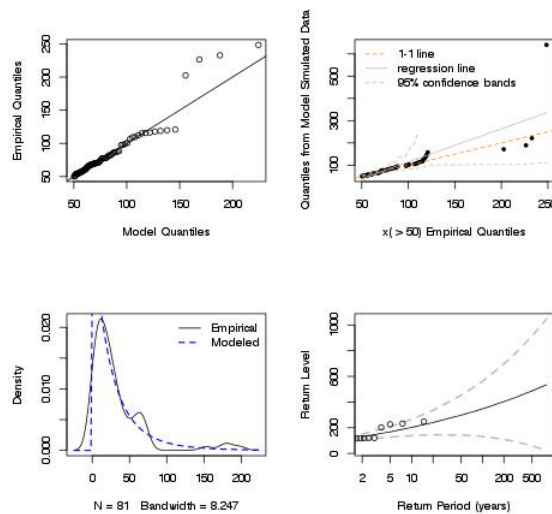 Empirical Quantiles
50 100 150 200 250
50 100 150 200
Model Quantiles
Quantiles from Model Simulated Data
100 300 500
1-1 line
regression line
95% confidence bands
50 100 150 200 250
x( > 50) Empirical Quantiles
Density
0.000 0.010 0.020
Empirical
Modeled
0 50 100 150 200
N = 81 Bandwidth = 8.247
Return Level
0 200 400 1000
2 5 10 50 200 500
Return Period (years)